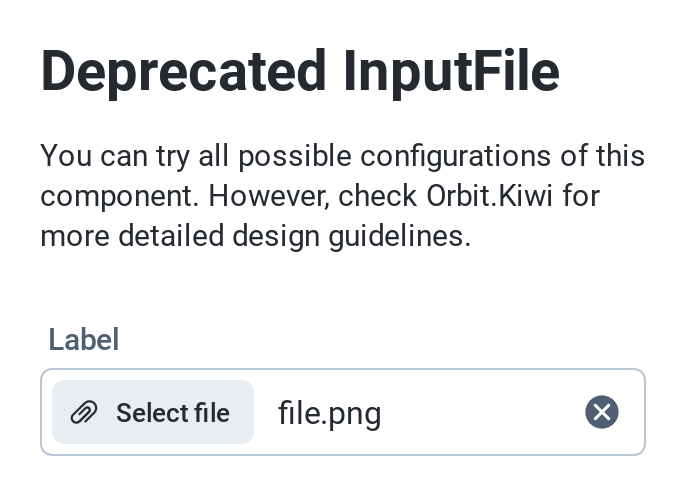 Deprecated InputFile
You can try all possible configurations of this
component. However, check Orbit.Kiwi for
more detailed design guidelines.
Label
Select file file.png